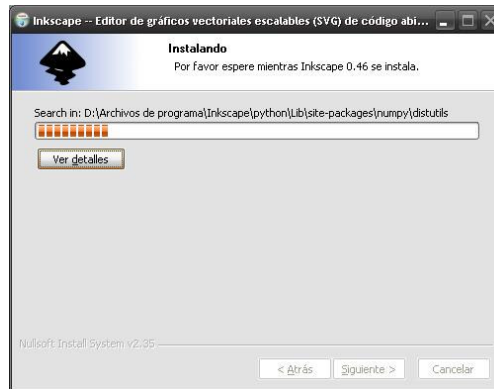 Inkscape -- Editor de gráficos vectoriales escalables (SVG) de código abi...
Instalando
Por favor espere mientras Inkscape 0.46 se instala.
Search in: D:\Archivos de programa\Inkscape\python\Lib\site-packages\numpy\distutils
Ver detalles
Nullsoft Install System v2.35
< Atrás Siguiente > Cancelar